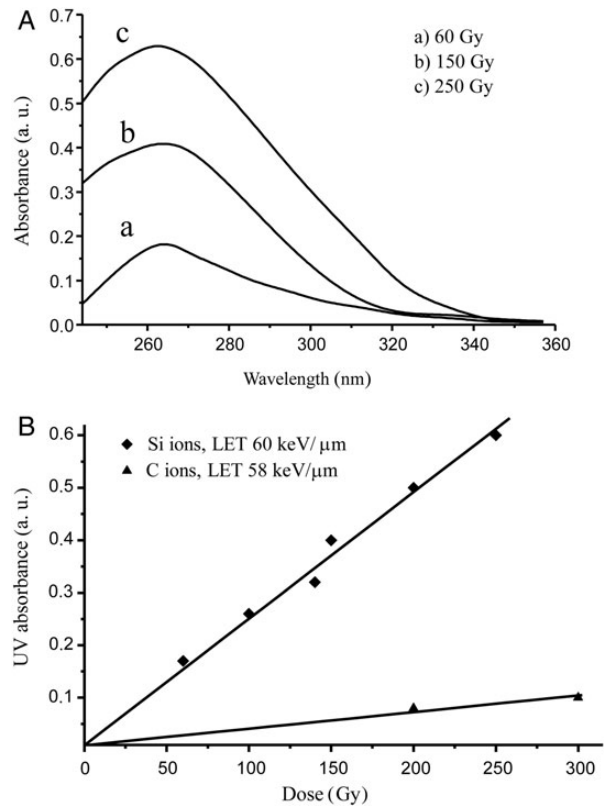 A
Absorbance (a. u.)
0.7
0.6
0.5
0.4
0.3
0.2
0.1
0.0
c
b
a
a) 60 Gy
b) 150 Gy
c) 250 Gy
260 280 300 320 340 360
Wavelength (nm)
B
UV absorbance (a. u.)
0.6
0.5
0.4
0.3
0.2
0.1
Si ions, LET 60 keV/μm
C ions, LET 58 keV/μm
0 50 100 150 200 250 300
Dose (Gy)